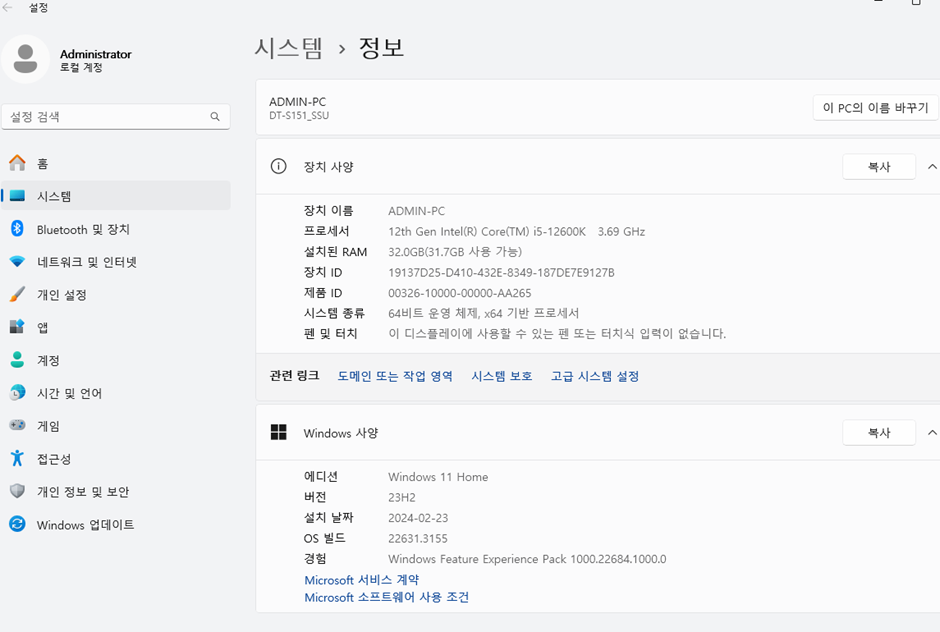 설정
Administrator
로컬 계정
설정 검색
홈
시스템
Bluetooth 및 장치
네트워크 및 인터넷
개인 설정
앱
계정
시간 및 언어
게임
접근성
개인 정보 및 보안
Windows 업데이트
시스템 › 정보
ADMIN-PC
DT-S151_SSU
이 PC의 이름 바꾸기
장치 사양
복사
장치 이름 ADMIN-PC
프로세서 12th Gen Intel(R) Core(TM) i5-12600K 3.69 GHz
설치된 RAM 32.0GB(31.7GB 사용 가능)
장치 ID 19137D25-D410-432E-8349-187DE7E9127B
제품 ID 00326-10000-00000-AA265
시스템 종류 64비트 운영 체제, x64 기반 프로세서
펜 및 터치 이 디스플레이에 사용할 수 있는 펜 또는 터치식 입력이 없습니다.
관련 링크 도메인 또는 작업 영역 시스템 보호 고급 시스템 설정
Windows 사양
복사
에디션 Windows 11 Home
버전 23H2
설치 날짜 2024-02-23
OS 빌드 22631.3155
경험 Windows Feature Experience Pack 1000.22684.1000.0
Microsoft 서비스 계약
Microsoft 소프트웨어 사용 조건